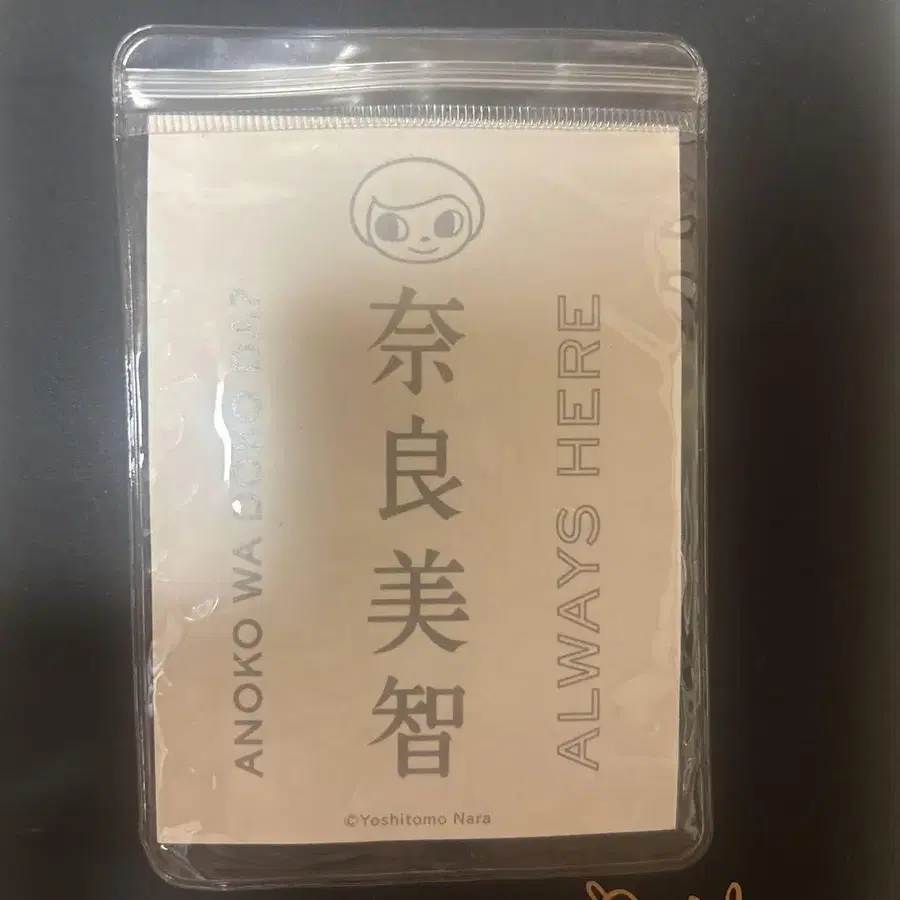 ANOKO WA DOKO DA?
奈良美智
ALWAYS HERE
©Yoshitomo Nara